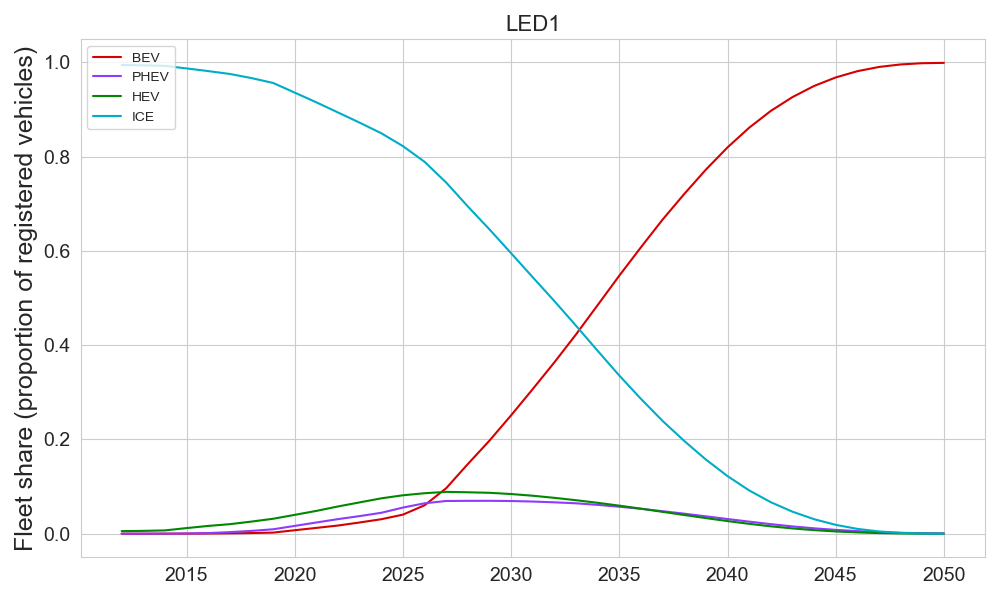 LED1
Fleet share (proportion of registered vehicles)
1.0
0.8
0.6
0.4
0.2
0.0
BEV
PHEV
HEV
ICE
2015 2020 2025 2030 2035 2040 2045 2050